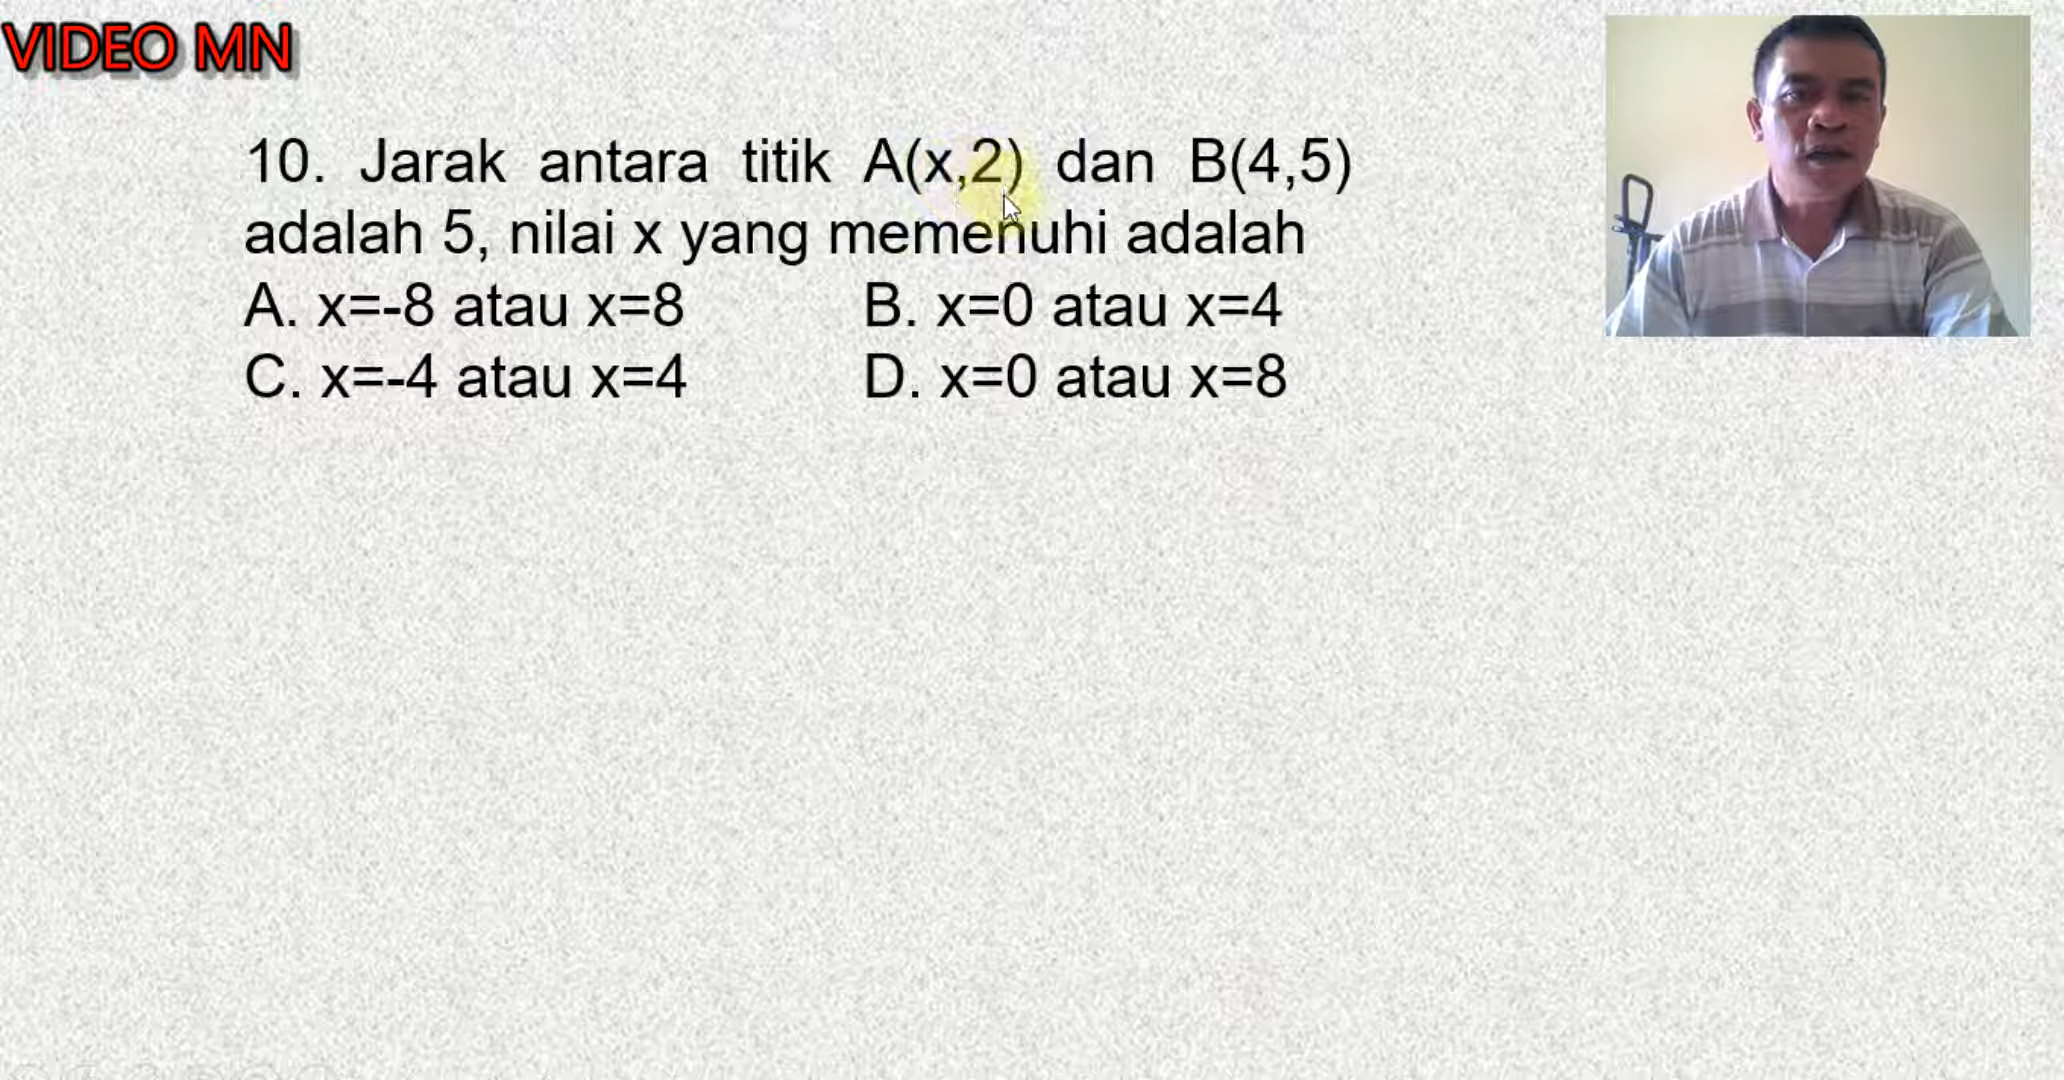 VIDEO MN
10. Jarak antara titik A(x,2) dan B(4,5)
adalah 5, nilai x yang memenuhi adalah
A. x=-8 atau x=8 B. x=0 atau x=4
C. x=-4 atau x=4 D. x=0 atau x=8